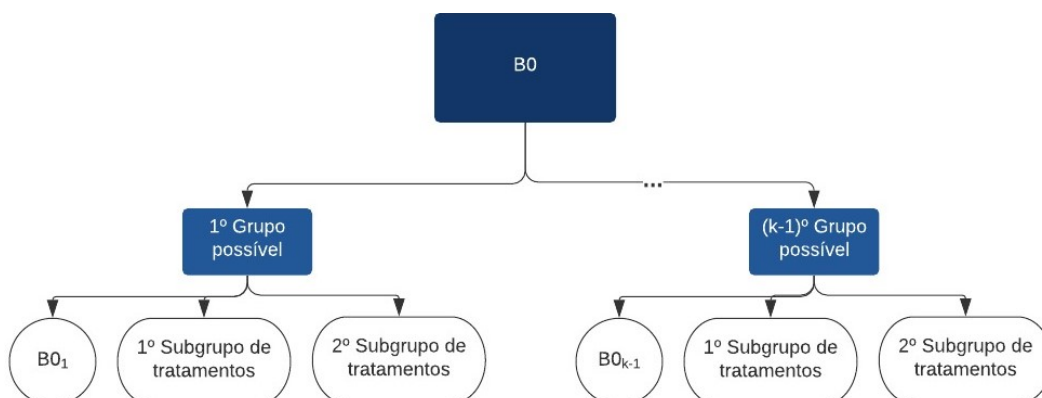 B0
...
1º Grupo
possível
(k-1)º Grupo
possível
B0₁
1º Subgrupo de
tratamentos
2º Subgrupo de
tratamentos
B0ₖ₋₁
1º Subgrupo de
tratamentos
2º Subgrupo de
tratamentos